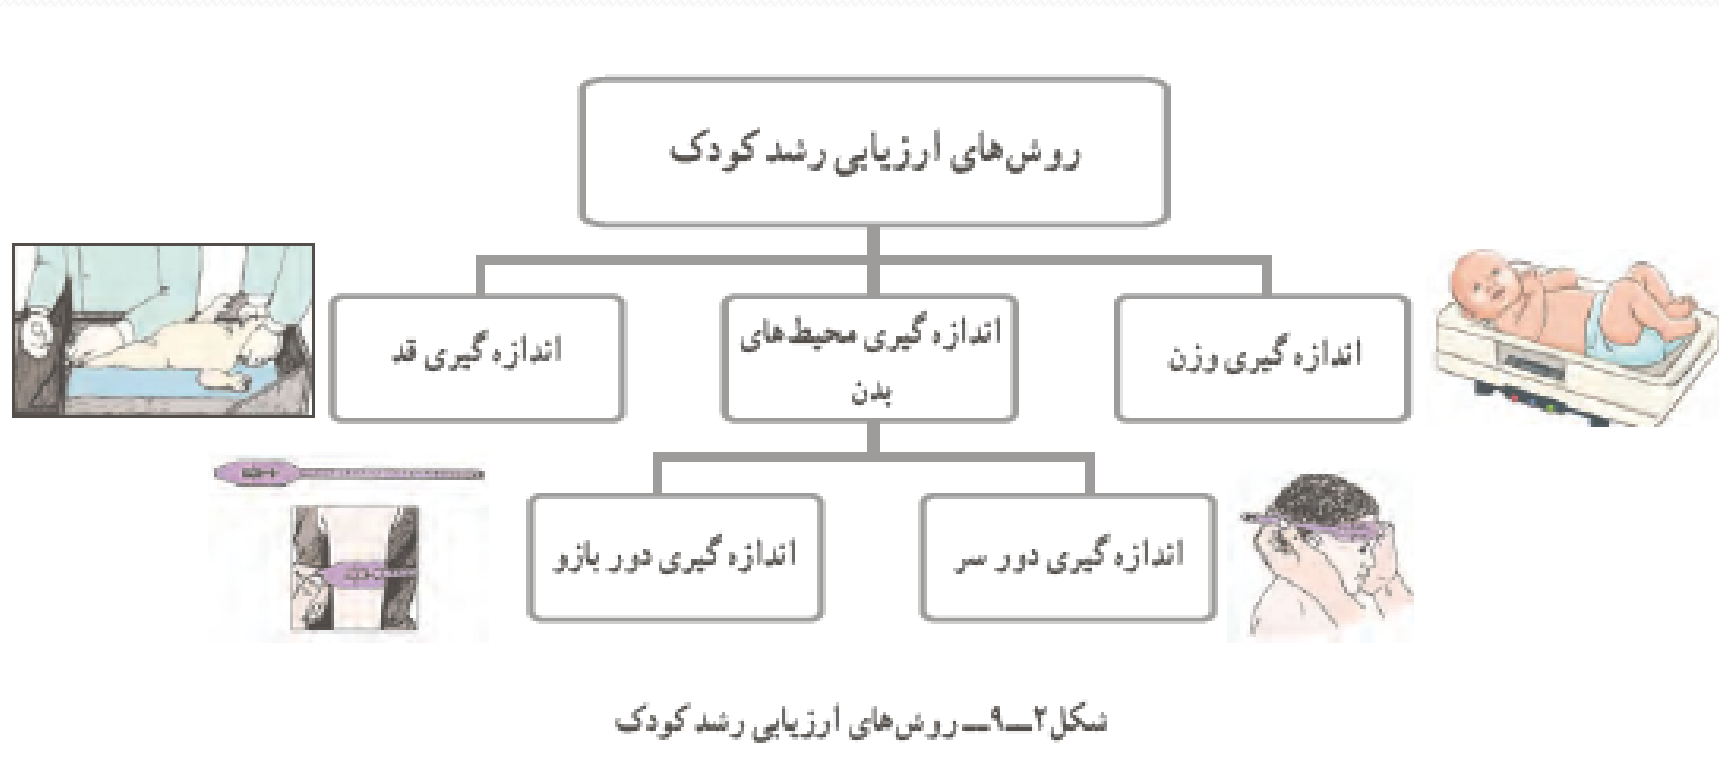 روش‌های ارزیابی رشد کودک
اندازه گیری وزن
اندازه گیری محیط‌های
بدن
اندازه گیری قد
اندازه گیری دور سر
اندازه گیری دور بازو
شکل ۲ــ۹ــ روش‌های ارزیابی رشد کودک